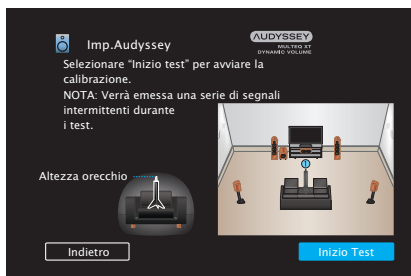 Imp.Audyssey
AUDYSSEY
MULTEQ XT
DYNAMIC VOLUME
Selezionare “Inizio test” per avviare la
calibrazione.
NOTA: Verrà emessa una serie di segnali
intermittenti durante
i test.
Altezza orecchio
Indietro
Inizio Test